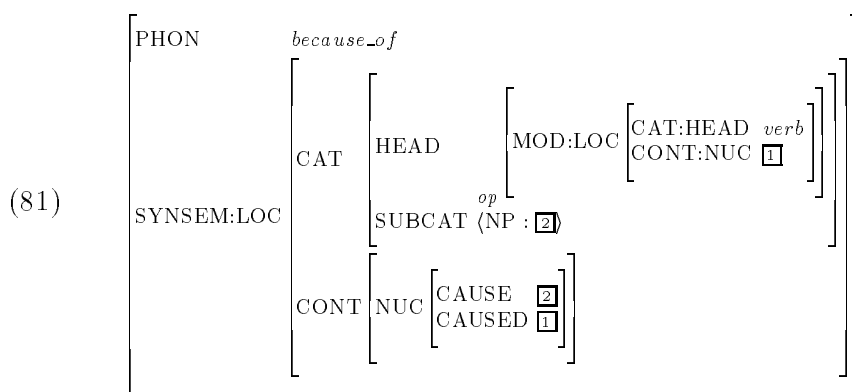 PHON because_of
CAT HEAD MOD:LOC CAT:HEAD verb
CONT:NUC 1
(81) SYNSEM:LOC op
SUBCAT ⟨NP : 2⟩
CONT NUC CAUSE 2
CAUSED 1